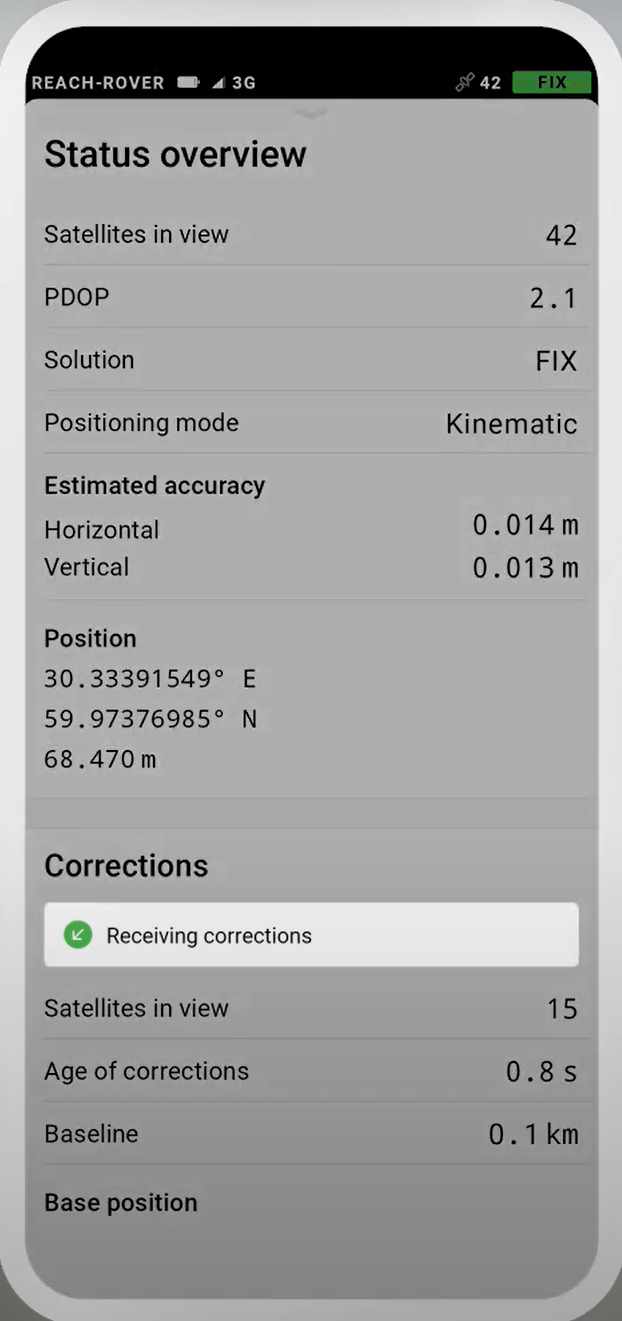 REACH-ROVER 3G 42 FIX
Status overview
Satellites in view 42
PDOP 2.1
Solution FIX
Positioning mode Kinematic
Estimated accuracy
Horizontal 0.014 m
Vertical 0.013 m
Position
30.33391549° E
59.97376985° N
68.470 m
Corrections
Receiving corrections
Satellites in view 15
Age of corrections 0.8 s
Baseline 0.1 km
Base position